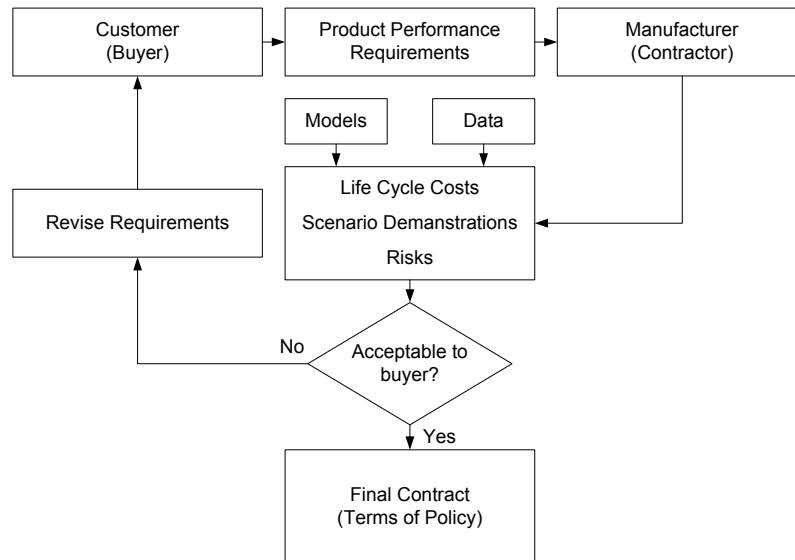 Customer
(Buyer)
Product Performance
Requirements
Manufacturer
(Contractor)
Models
Data
Life Cycle Costs
Scenario Demanstrations
Risks
Revise Requirements
No
Acceptable to
buyer?
Yes
Final Contract
(Terms of Policy)